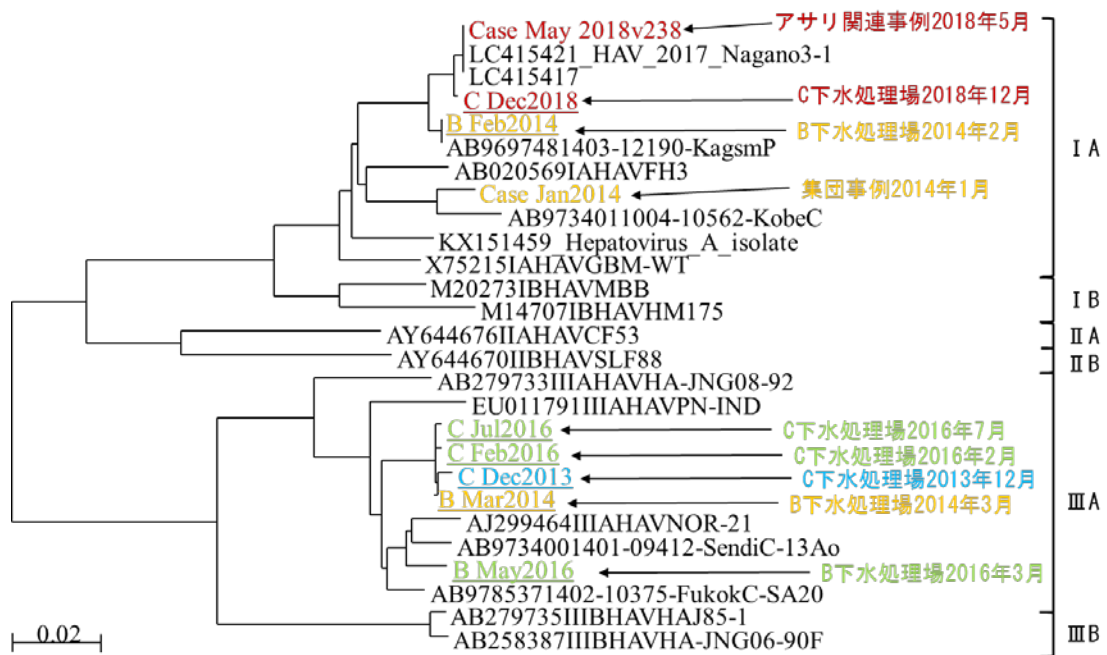 Case May 2018v238 アサリ関連事例2018年5月
LC415421_HAV_2017_Nagano3-1
LC415417
C Dec2018 C下水処理場2018年12月
B Feb2014 B下水処理場2014年2月
AB9697481403-12190-KagsmP
ⅠA
AB020569IAHAVFH3
Case Jan2014 集団事例2014年1月
AB9734011004-10562-KobeC
KX151459_Hepatovirus_A_isolate
X75215IAHAVGBM-WT
M20273IBHAVMBB
ⅠB
M14707IBHAVHM175
AY644676IIAHAVCF53 ⅡA
AY644670IIBHAVSLF88 ⅡB
AB279733IIIAHAVHA-JNG08-92
EU011791IIIAHAVPN-IND
C Jul2016 C下水処理場2016年7月
C Feb2016 C下水処理場2016年2月
C Dec2013 C下水処理場2013年12月
B Mar2014 B下水処理場2014年3月 ⅢA
AJ299464IIIAHAVNOR-21
AB9734001401-09412-SendiC-13Ao
B May2016 B下水処理場2016年3月
AB9785371402-10375-FukokC-SA20
AB279735IIIBHAVHAJ85-1
0.02 ⅢB
AB258387IIIBHAVHA-JNG06-90F